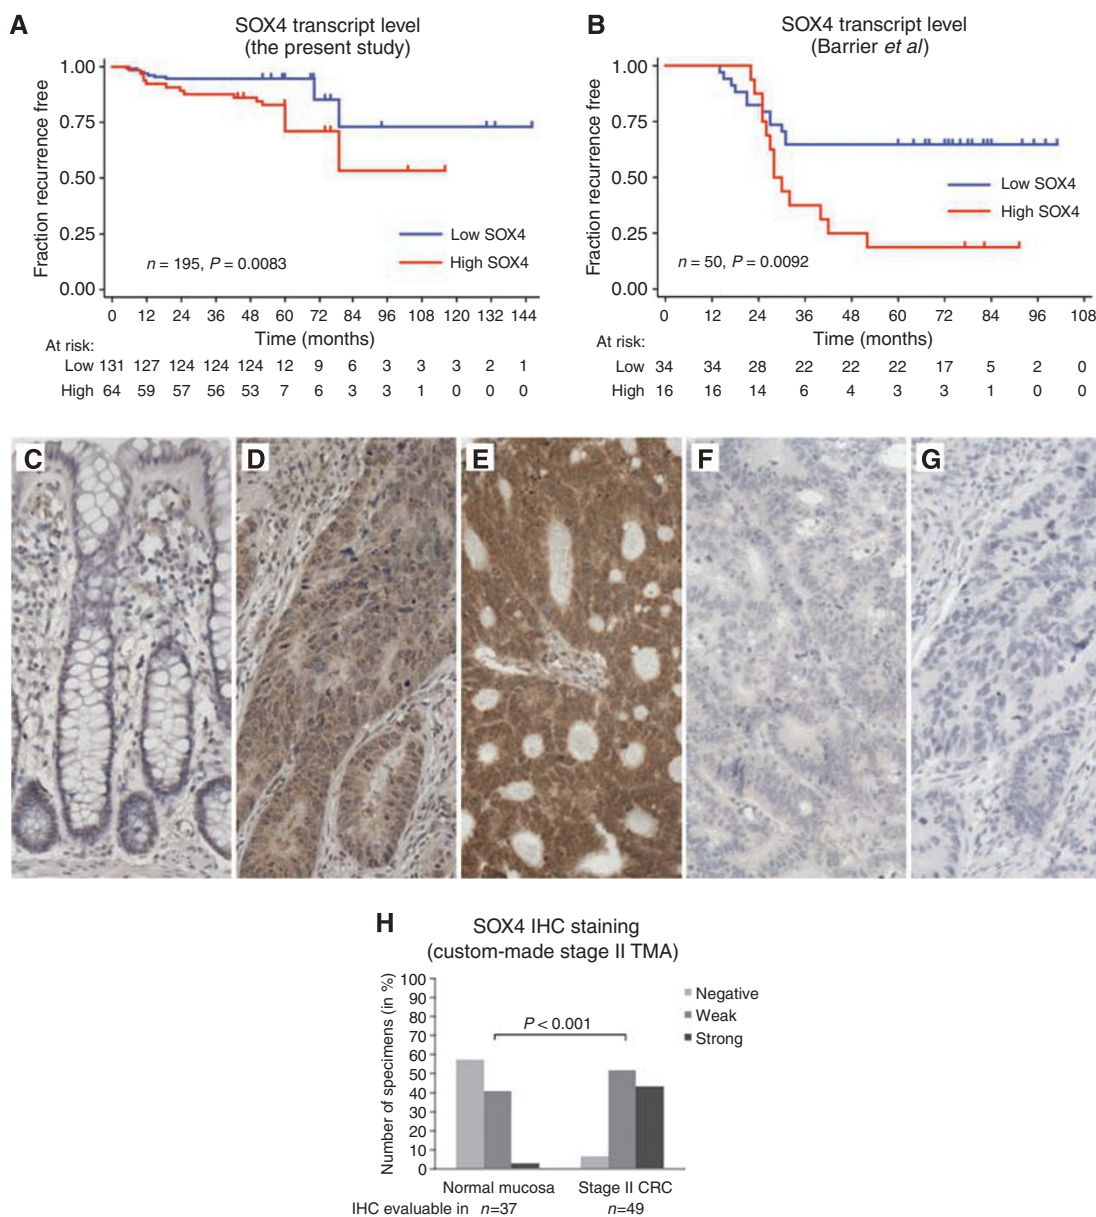 A
SOX4 transcript level
(the present study)
Fraction recurrence free
1.00
0.75
0.50
0.25
0.00
Low SOX4
High SOX4
n = 195, P = 0.0083
0 12 24 36 48 60 72 84 96 108 120 132 144
Time (months)
At risk:
Low 131 127 124 124 124 12 9 6 3 3 3 2 1
High 64 59 57 56 53 7 6 3 3 1 0 0 0
B
SOX4 transcript level
(Barrier et al)
Fraction recurrence free
1.00
0.75
0.50
0.25
0.00
Low SOX4
High SOX4
n = 50, P = 0.0092
0 12 24 36 48 60 72 84 96 108
Time (months)
At risk:
Low 34 34 28 22 22 22 17 5 2 0
High 16 16 14 6 4 3 3 1 0 0
C
D
E
F
G
H
SOX4 IHC staining
(custom-made stage II TMA)
Number of specimens (in %)
100
90
80
70
60
50
40
30
20
10
0
P < 0.001
Negative
Weak
Strong
Normal mucosa Stage II CRC
IHC evaluable in n=37 n=49